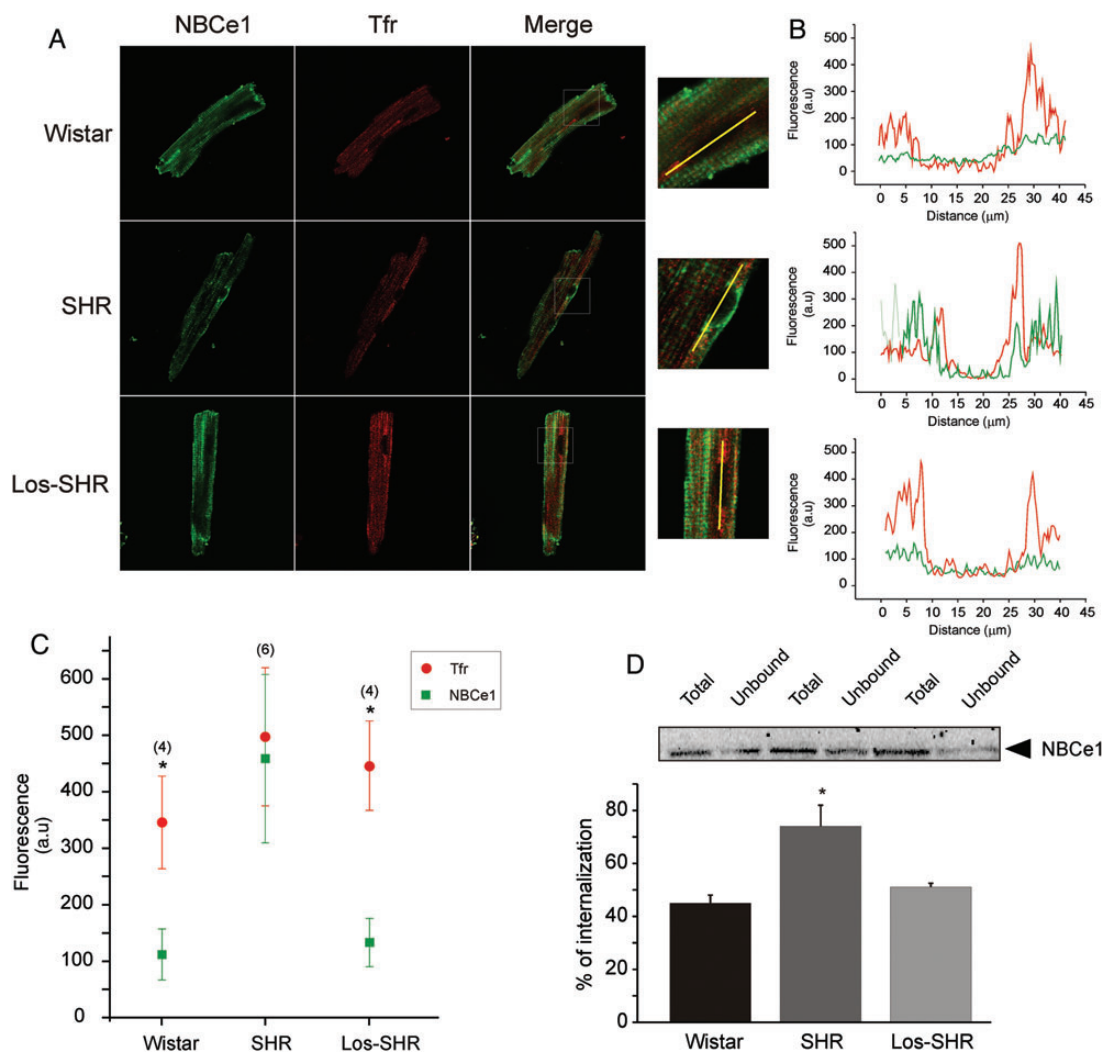 A
NBCe1 Tfr Merge
Wistar
SHR
Los-SHR
B
500
400
300
200
100
0
Fluorescence
(a.u)
0 5 10 15 20 25 30 35 40 45
Distance (μm)
500
400
300
200
100
0
Fluorescence
(a.u)
0 5 10 15 20 25 30 35 40 45
Distance (μm)
500
400
300
200
100
0
Fluorescence
(a.u)
0 5 10 15 20 25 30 35 40 45
Distance (μm)
C
600
500
400
300
200
100
0
Fluorescence
(a.u)
(4)
*
(6)
(4)
*
Tfr
NBCe1
Wistar SHR Los-SHR
D
Total Unbound Total Unbound Total Unbound
NBCe1
80
60
40
20
0
% of internalization
*
Wistar SHR Los-SHR